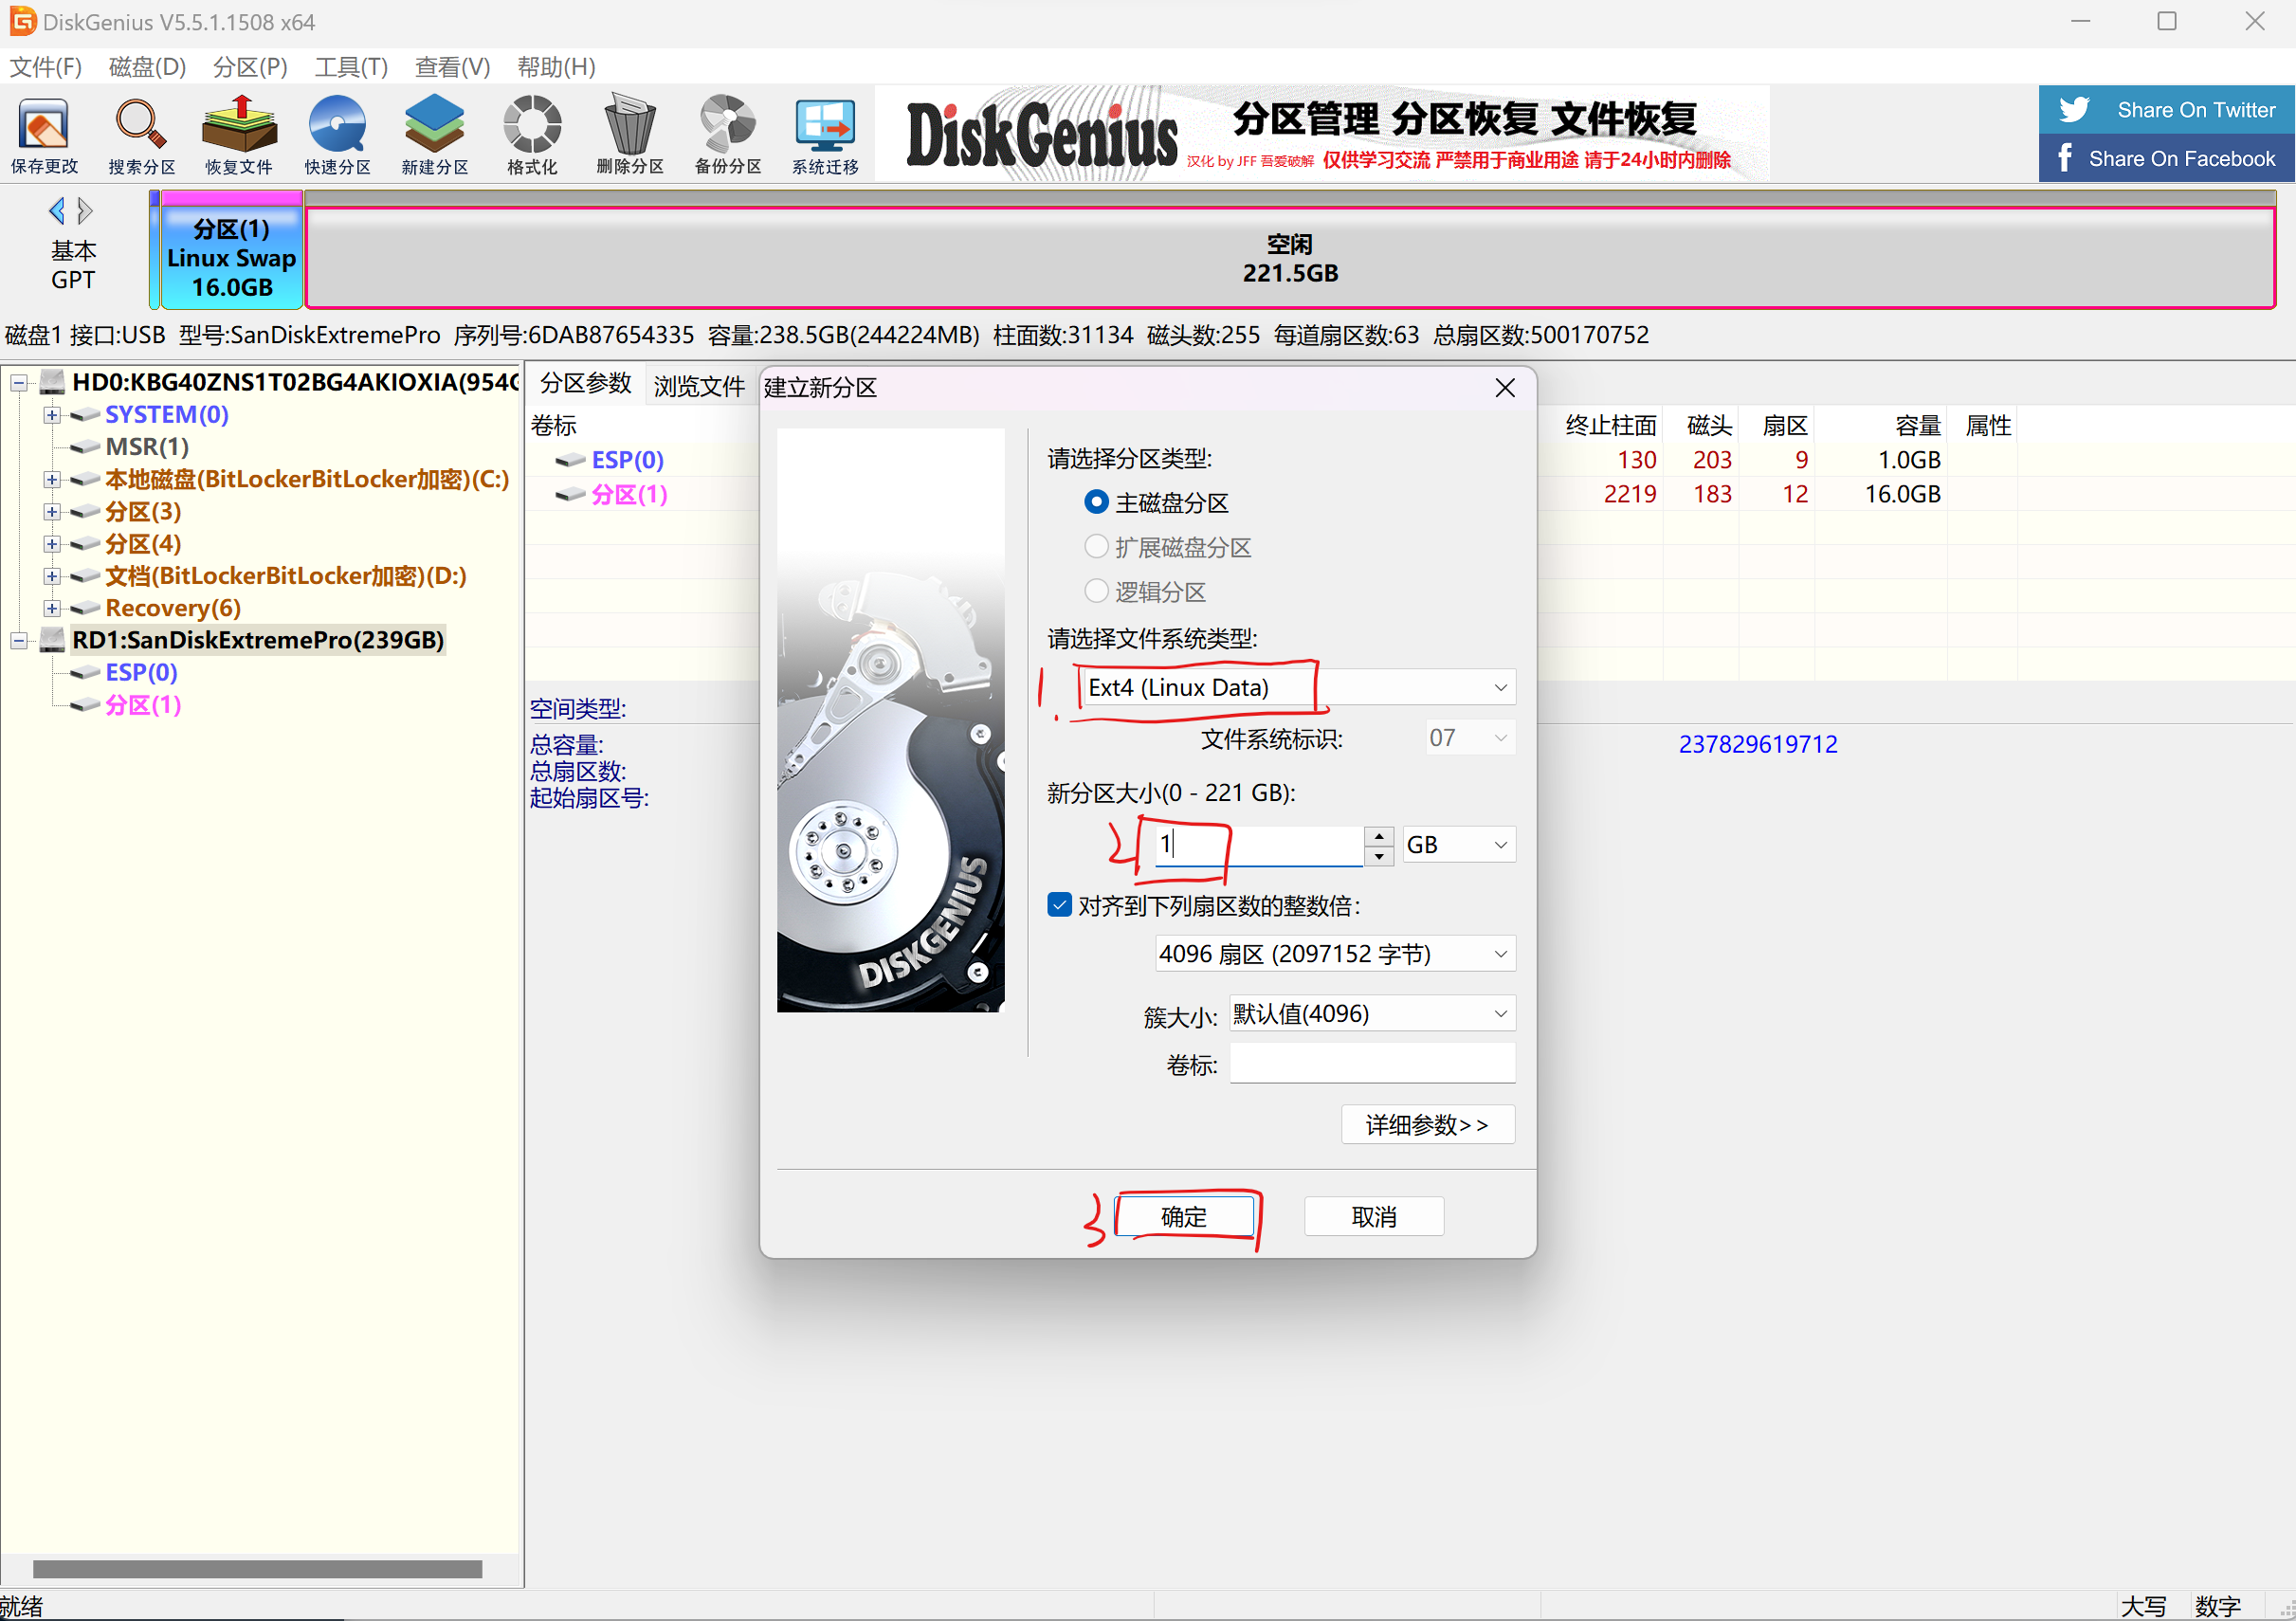 DiskGenius V5.5.1.1508 x64
文件(F) 磁盘(D) 分区(P) 工具(T) 查看(V) 帮助(H)
保存更改 搜索分区 恢复文件 快速分区 新建分区 格式化 删除分区 备份分区 系统迁移
DiskGenius 分区管理 分区恢复 文件恢复
汉化 by JFF 吾爱破解 仅供学习交流 严禁用于商业用途 请于24小时内删除
Share On Twitter
Share On Facebook
基本
GPT
分区(1)
Linux Swap
16.0GB
空闲
221.5GB
磁盘1 接口:USB 型号:SanDiskExtremePro 序列号:6DAB87654335 容量:238.5GB(244224MB) 柱面数:31134 磁头数:255 每道扇区数:63 总扇区数:500170752
HD0:KBG40ZNS1T02BG4AKIOXIA(954G
SYSTEM(0)
MSR(1)
本地磁盘(BitLockerBitLocker加密)(C:)
分区(3)
分区(4)
文档(BitLockerBitLocker加密)(D:)
Recovery(6)
RD1:SanDiskExtremePro(239GB)
ESP(0)
分区(1)
分区参数 浏览文件
卷标 终止柱面 磁头 扇区 容量 属性
ESP(0) 130 203 9 1.0GB
分区(1) 2219 183 12 16.0GB
空间类型:
总容量: 237829619712
总扇区数:
起始扇区号:
建立新分区
请选择分区类型:
主磁盘分区
扩展磁盘分区
逻辑分区
请选择文件系统类型:
1. Ext4 (Linux Data)
文件系统标识: 07
新分区大小(0 - 221 GB):
2 1 GB
对齐到下列扇区数的整数倍:
4096 扇区 (2097152 字节)
簇大小: 默认值(4096)
卷标:
详细参数>>
3 确定 取消
DISKGENIUS
就绪 大写 数字